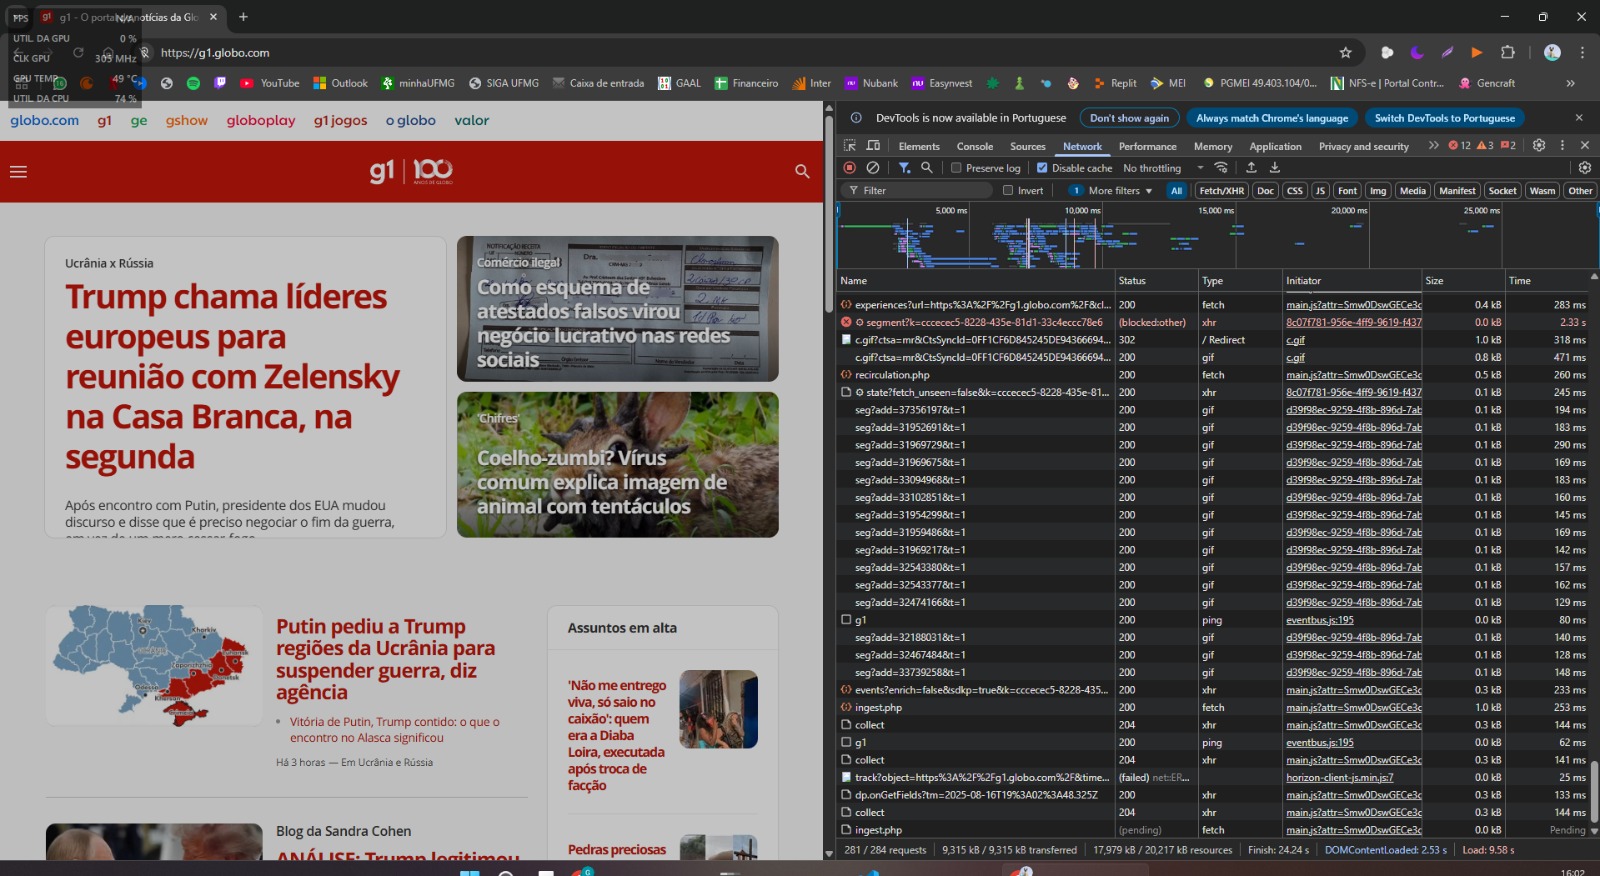 g1 - O portal
notícias da Glo
FPS
N/A
UTIL. DA GPU 0 %
CLK GPU 305 MHz
GPU TEMP 49 °C
UTIL. DA CPU 74 %
https://g1.globo.com
YouTube Outlook minhaUFMG SIGA UFMG Caixa de entrada GAAL Financeiro Inter Nubank Easynvest Replit MEI PGMEI 49.403.104/0... NFS-e | Portal Contr... Gencraft
globo.com g1 ge gshow globoplay g1 jogos o globo valor
g1 | 100
ANOS DE GLOBO
Ucrânia x Rússia
Trump chama líderes
europeus para
reunião com Zelensky
na Casa Branca, na
segunda
Após encontro com Putin, presidente dos EUA mudou
discurso e disse que é preciso negociar o fim da guerra,
Comércio ilegal
Como esquema de
atestados falsos virou
negócio lucrativo nas redes
sociais
'Chifres'
Coelho-zumbi? Vírus
comum explica imagem de
animal com tentáculos
Kiev
Kharkiv
Odessa
Kherson
Putin pediu a Trump
regiões da Ucrânia para
suspender guerra, diz
agência
Vitória de Putin, Trump contido: o que o
encontro no Alasca significou
Há 3 horas — Em Ucrânia e Rússia
Blog da Sandra Cohen
ANÁLISE: Trump legitimou
Assuntos em alta
'Não me entrego
viva, só saio no
caixão': quem
era a Diaba
Loira, executada
após troca de
facção
Pedras preciosas
DevTools is now available in Portuguese Don't show again Always match Chrome's language Switch DevTools to Portuguese
Elements Console Sources Network Performance Memory Application Privacy and security 12 3 2
Preserve log Disable cache No throttling
Filter Invert 1 More filters All Fetch/XHR Doc CSS JS Font Img Media Manifest Socket Wasm Other
5,000 ms 10,000 ms 15,000 ms 20,000 ms 25,000 ms
Name Status Type Initiator Size Time
experiences?url=https%3A%2F%2Fg1.globo.com%2F&cl... 200 fetch main.js?attr=Smw0DswGECe3c 0.4 kB 283 ms
segment?k=cccecec5-8228-435e-81d1-33c4eccc78e6 (blocked:other) xhr 8c07f781-956e-4ff9-9619-f437 0.0 kB 2.33 s
c.gif?ctsa=mr&CtsSyncId=0FF1CF6D845245DE94366694... 302 / Redirect c.gif 1.0 kB 318 ms
c.gif?ctsa=mr&CtsSyncId=0FF1CF6D845245DE94366694... 200 gif c.gif 0.8 kB 471 ms
recirculation.php 200 fetch main.js?attr=Smw0DswGECe3c 0.5 kB 260 ms
state?fetch_unseen=false&k=cccecec5-8228-435e-81... 200 xhr 8c07f781-956e-4ff9-9619-f437 0.1 kB 245 ms
seg?add=37356197&t=1 200 gif d39f98ec-9259-4f8b-896d-7ab 0.1 kB 194 ms
seg?add=31952691&t=1 200 gif d39f98ec-9259-4f8b-896d-7ab 0.1 kB 183 ms
seg?add=31969729&t=1 200 gif d39f98ec-9259-4f8b-896d-7ab 0.1 kB 290 ms
seg?add=31969675&t=1 200 gif d39f98ec-9259-4f8b-896d-7ab 0.1 kB 169 ms
seg?add=33094968&t=1 200 gif d39f98ec-9259-4f8b-896d-7ab 0.1 kB 183 ms
seg?add=33102851&t=1 200 gif d39f98ec-9259-4f8b-896d-7ab 0.1 kB 160 ms
seg?add=31954299&t=1 200 gif d39f98ec-9259-4f8b-896d-7ab 0.1 kB 145 ms
seg?add=31959486&t=1 200 gif d39f98ec-9259-4f8b-896d-7ab 0.1 kB 169 ms
seg?add=31969217&t=1 200 gif d39f98ec-9259-4f8b-896d-7ab 0.1 kB 142 ms
seg?add=32543380&t=1 200 gif d39f98ec-9259-4f8b-896d-7ab 0.1 kB 157 ms
seg?add=32543377&t=1 200 gif d39f98ec-9259-4f8b-896d-7ab 0.1 kB 162 ms
seg?add=32474166&t=1 200 gif d39f98ec-9259-4f8b-896d-7ab 0.1 kB 129 ms
g1 200 ping eventbus.js:195 0.0 kB 80 ms
seg?add=32188031&t=1 200 gif d39f98ec-9259-4f8b-896d-7ab 0.1 kB 140 ms
seg?add=32467484&t=1 200 gif d39f98ec-9259-4f8b-896d-7ab 0.1 kB 128 ms
seg?add=33739258&t=1 200 gif d39f98ec-9259-4f8b-896d-7ab 0.1 kB 148 ms
events?enrich=false&sdkp=true&k=cccecec5-8228-435... 200 xhr main.js?attr=Smw0DswGECe3c 0.3 kB 233 ms
ingest.php 200 fetch main.js?attr=Smw0DswGECe3c 1.0 kB 253 ms
collect 204 xhr main.js?attr=Smw0DswGECe3c 0.3 kB 144 ms
g1 200 ping eventbus.js:195 0.0 kB 62 ms
collect 204 xhr main.js?attr=Smw0DswGECe3c 0.3 kB 141 ms
track?object=https%3A%2F%2Fg1.globo.com%2F&time... (failed) net::ER... horizon-client-js.min.js:7 0.0 kB 25 ms
dp.onGetFields?tm=2025-08-16T19%3A02%3A48.325Z 200 xhr main.js?attr=Smw0DswGECe3c 0.3 kB 133 ms
collect 204 xhr main.js?attr=Smw0DswGECe3c 0.3 kB 144 ms
ingest.php (pending) fetch main.js?attr=Smw0DswGECe3c 0.0 kB Pending
281 / 284 requests 9,315 kB / 9,315 kB transferred 17,979 kB / 20,217 kB resources Finish: 24.24 s DOMContentLoaded: 2.53 s Load: 9.58 s
16:02